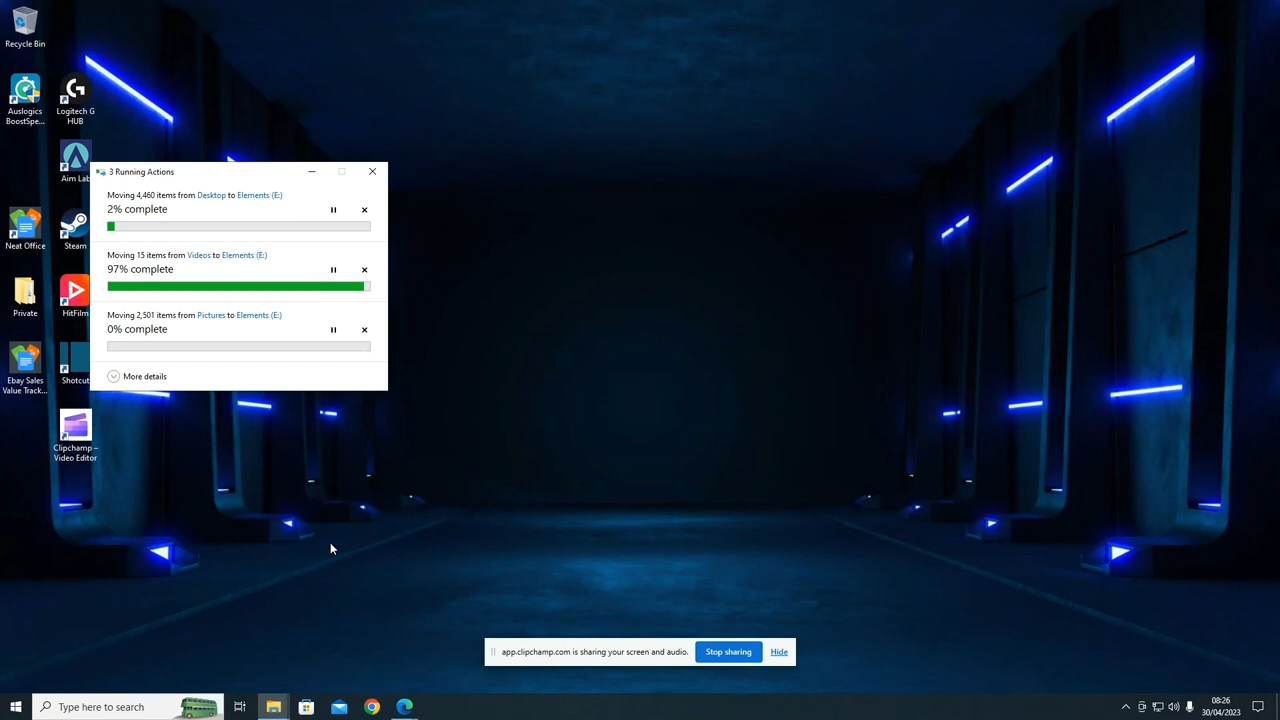 Recycle Bin
Auslogics
BoostSpe...
Logitech G
HUB
Aim Lab
Neat Office
Steam
Private
HitFilm
Ebay Sales
Value Track...
Shotcut
Clipchamp –
Video Editor
3 Running Actions
Moving 4,460 items from Desktop to Elements (E:)
2% complete
Moving 15 items from Videos to Elements (E:)
97% complete
Moving 2,501 items from Pictures to Elements (E:)
0% complete
More details
app.clipchamp.com is sharing your screen and audio.
Stop sharing
Hide
Type here to search
08:26
30/04/2023